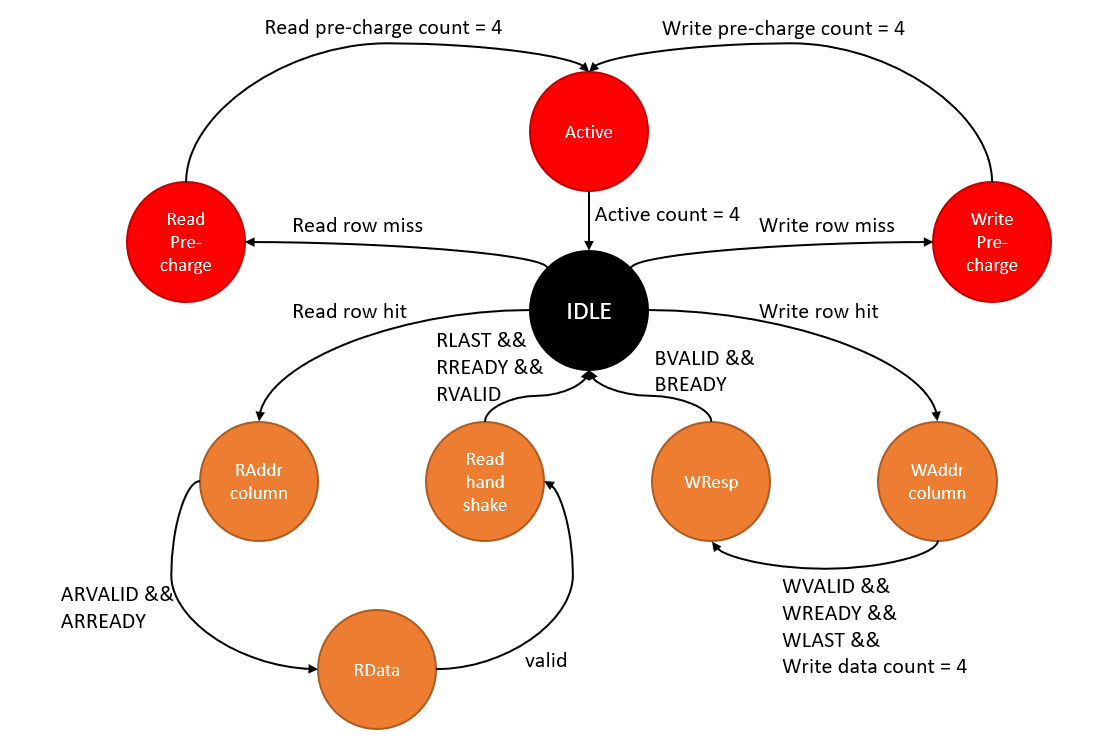 Read pre-charge count = 4
Write pre-charge count = 4
Active
Active count = 4
Read
Pre-
charge
Read row miss
Write row miss
Write
Pre-
charge
IDLE
Read row hit
Write row hit
RLAST &&
RREADY &&
RVALID
BVALID &&
BREADY
RAddr
column
Read
hand
shake
WResp
WAddr
column
ARVALID &&
ARREADY
WVALID &&
WREADY &&
WLAST &&
Write data count = 4
RData
valid